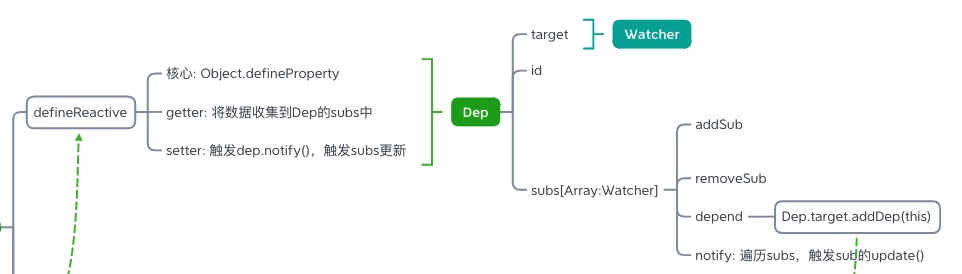 defineReactive
核心: Object.defineProperty
getter: 将数据收集到Dep的subs中
setter: 触发dep.notify()，触发subs更新
Dep
target
Watcher
id
subs[Array:Watcher]
addSub
removeSub
depend
Dep.target.addDep(this)
notify: 遍历subs，触发sub的update()